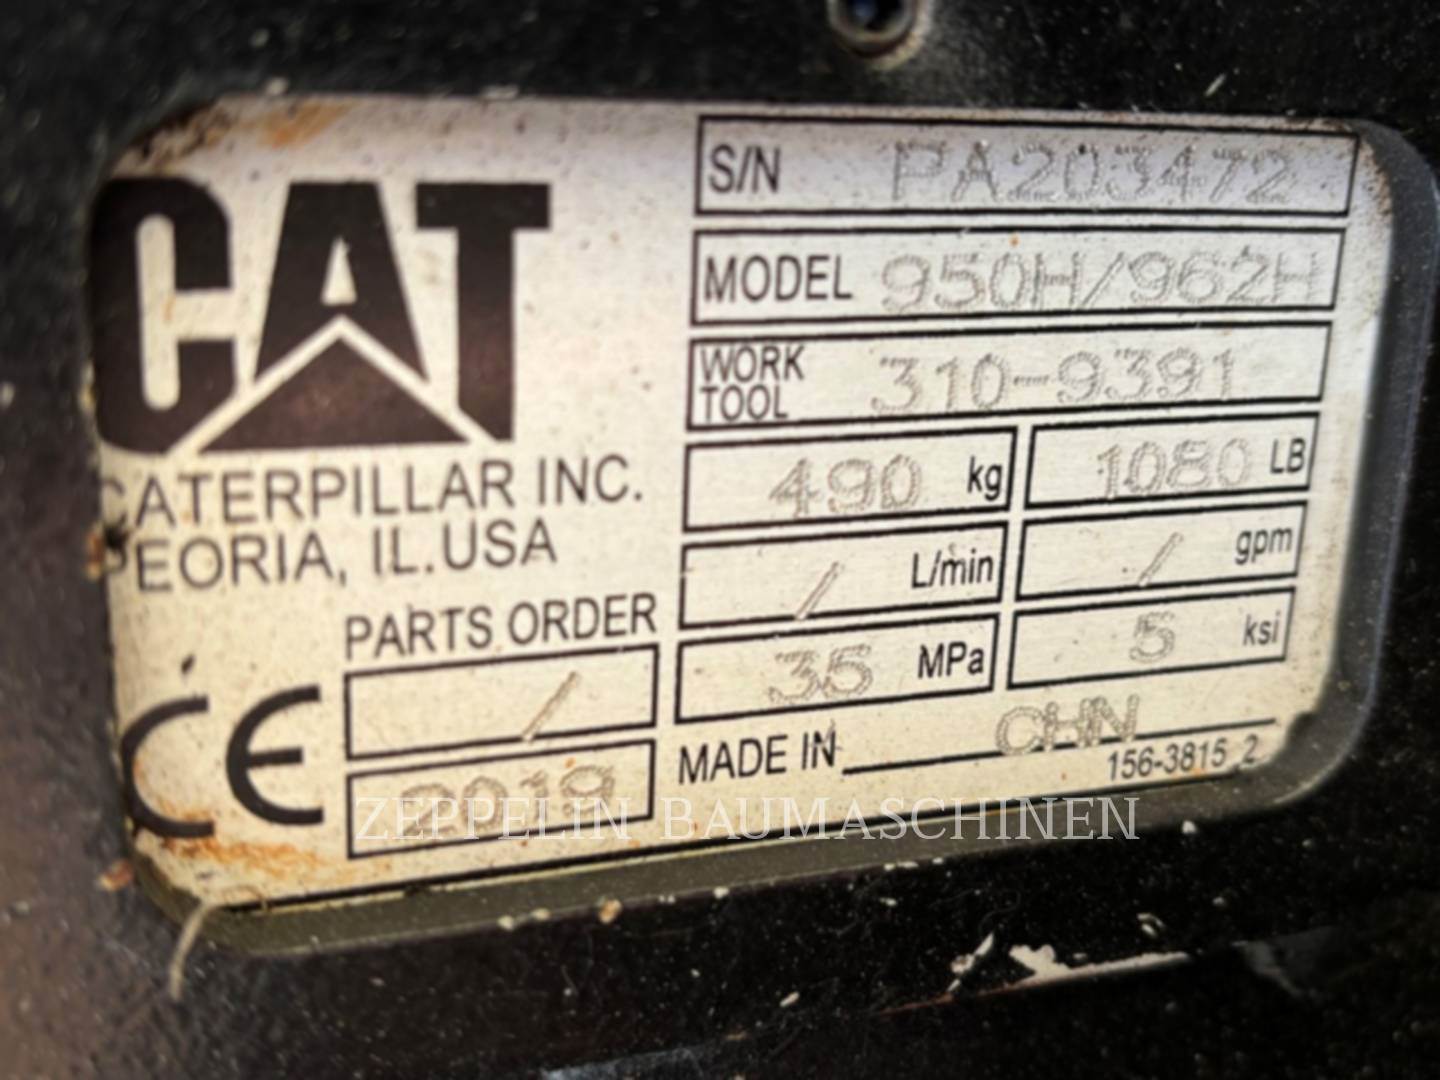 CAT
CATERPILLAR INC.
PEORIA, IL.USA
S/N PA203472
MODEL 950H/962H
WORK TOOL 310-9391
490 kg 1080 LB
/ L/min / gpm
35 MPa 5 ksi
PARTS ORDER
/
CE 2019
MADE IN CHN
156-3815 2
ZEPPELIN BAUMASCHINEN